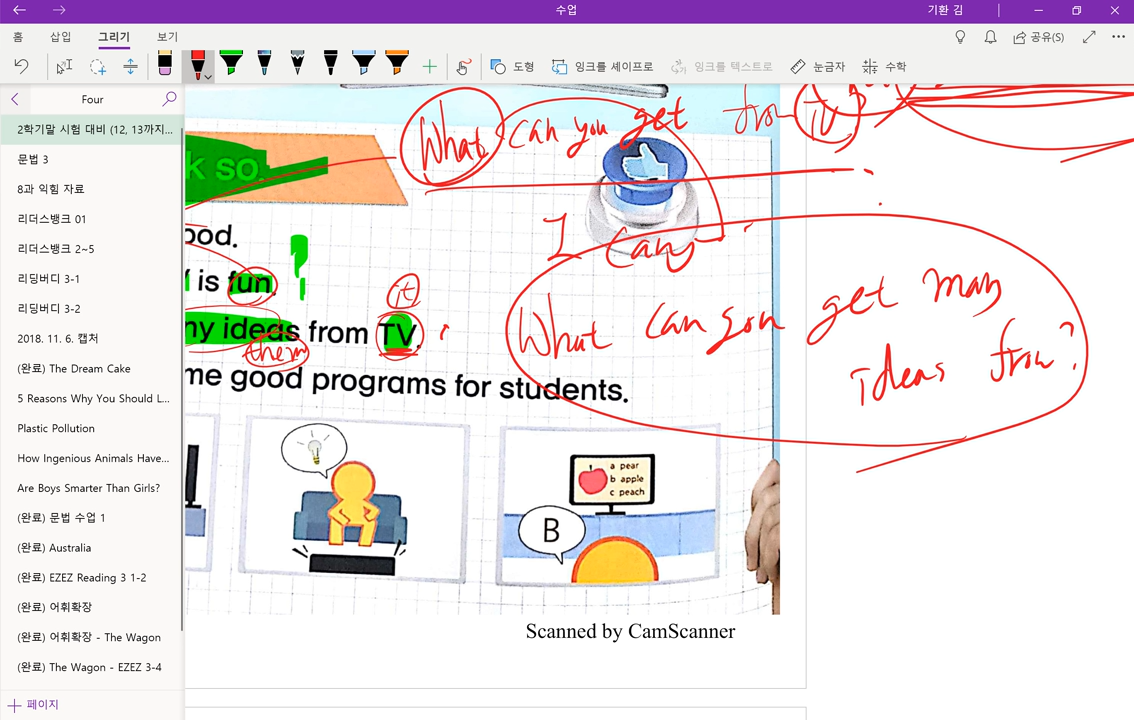 수업
기환 김
홈 삽입 그리기 보기
공유(S)
도형
잉크를 셰이프로
잉크를 텍스트로
눈금자
수학
Four
2학기말 시험 대비 (12, 13까지...
문법 3
8과 익힘 자료
리더스뱅크 01
리더스뱅크 2~5
리딩버디 3-1
리딩버디 3-2
2018. 11. 6. 캡처
(완료) The Dream Cake
5 Reasons Why You Should L...
Plastic Pollution
How Ingenious Animals Have...
Are Boys Smarter Than Girls?
(완료) 문법 수업 1
(완료) Australia
(완료) EZEZ Reading 3 1-2
(완료) 어휘확장
(완료) 어휘확장 - The Wagon
(완료) The Wagon - EZEZ 3-4
페이지
What can you get from TV
k so.
I can
ood.
is fun.
it
ny ideas from TV.
them
What can you get many
ideas from?
me good programs for students.
a pear
b apple
c peach
B
Scanned by CamScanner